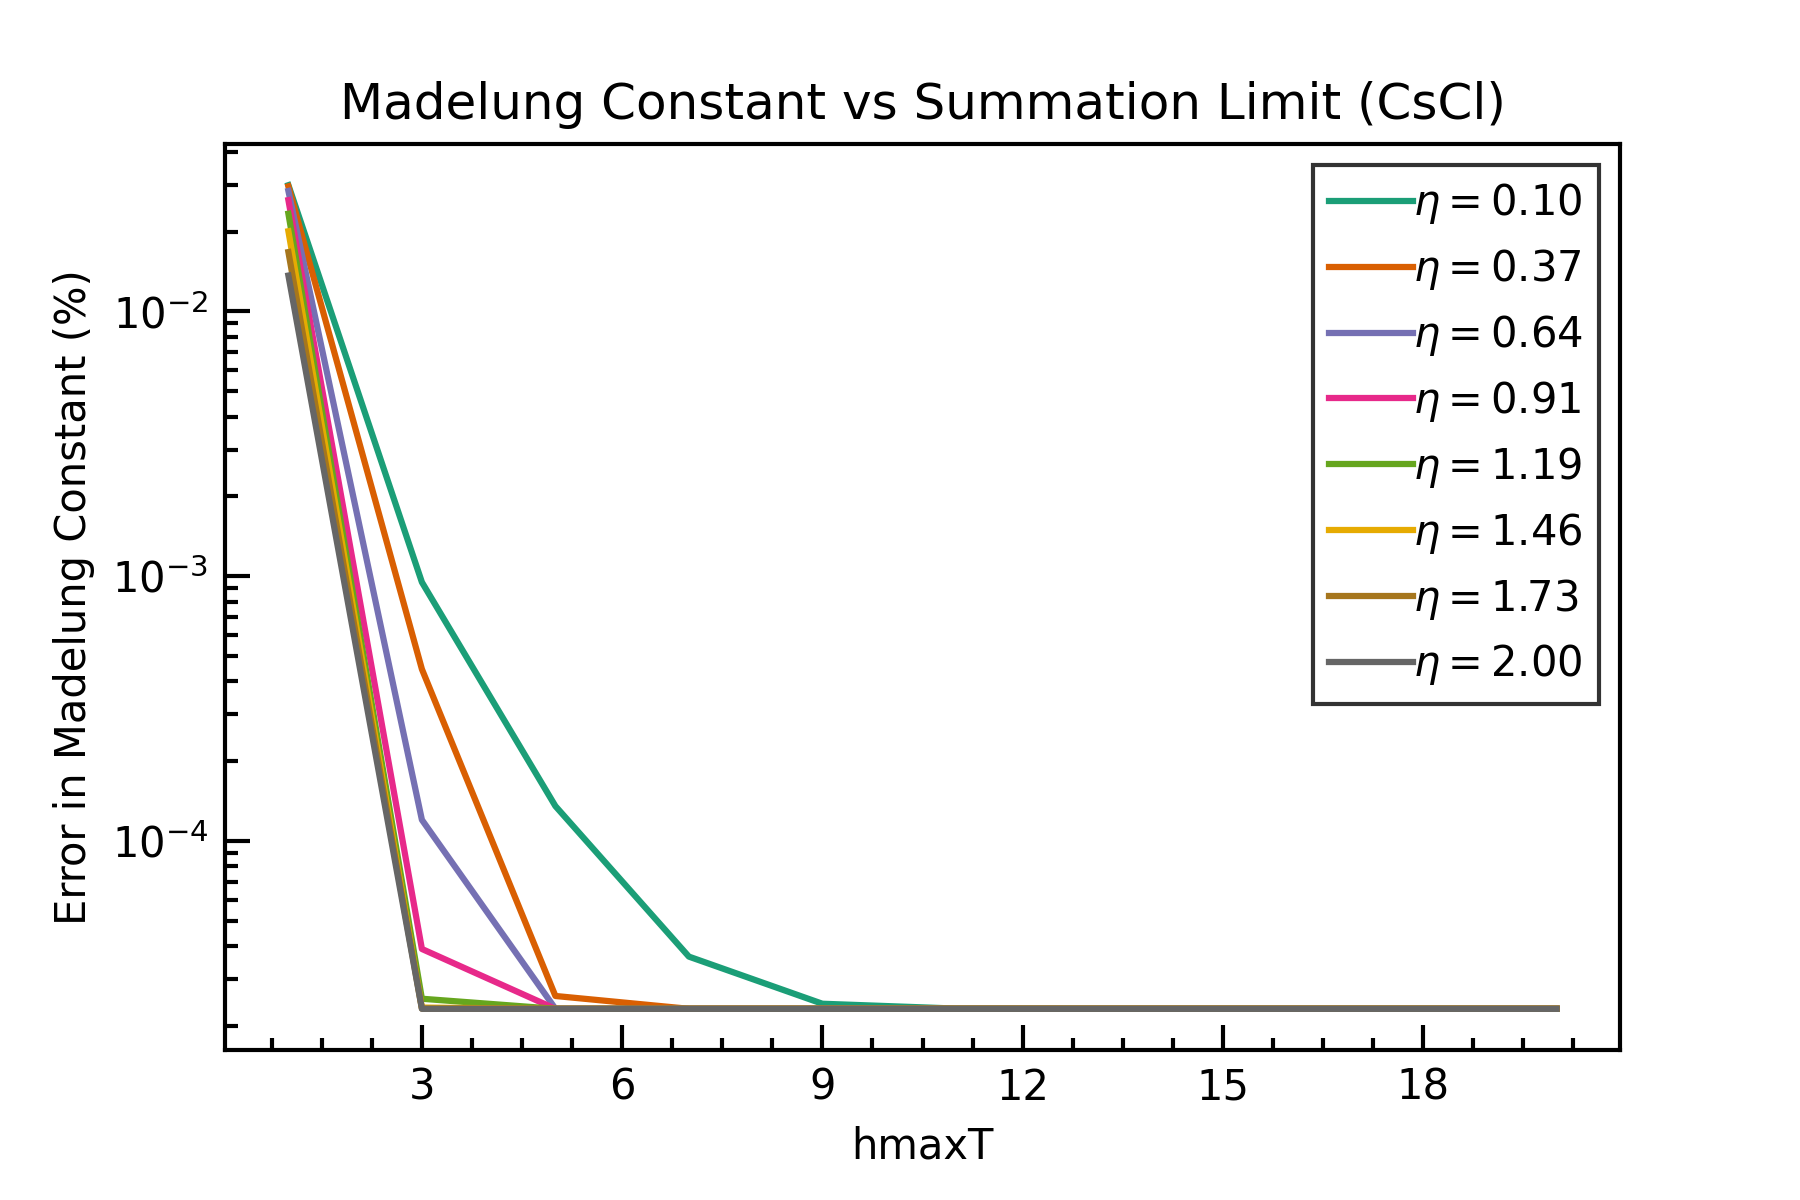 Madelung Constant vs Summation Limit (CsCl)
Error in Madelung Constant (%)
10⁻²
10⁻³
10⁻⁴
η = 0.10
η = 0.37
η = 0.64
η = 0.91
η = 1.19
η = 1.46
η = 1.73
η = 2.00
3 6 9 12 15 18
hmaxT